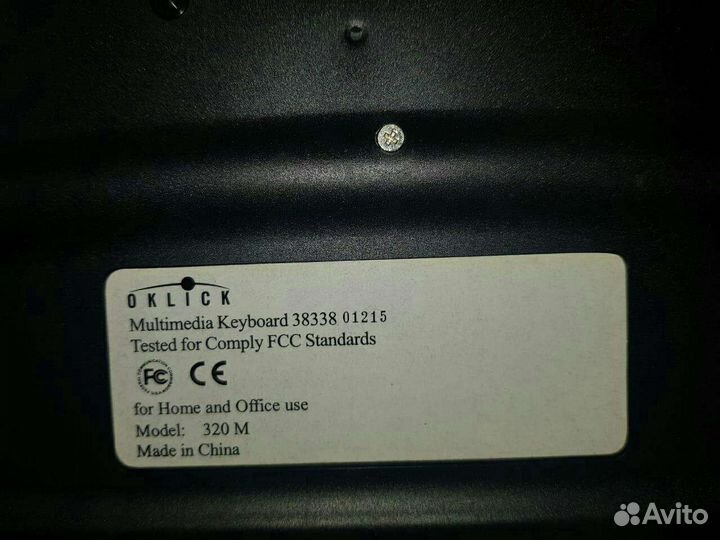 OKLICK
Multimedia Keyboard 38338 01215
Tested for Comply FCC Standards
FC CE
for Home and Office use
Model: 320 M
Made in China
Avito